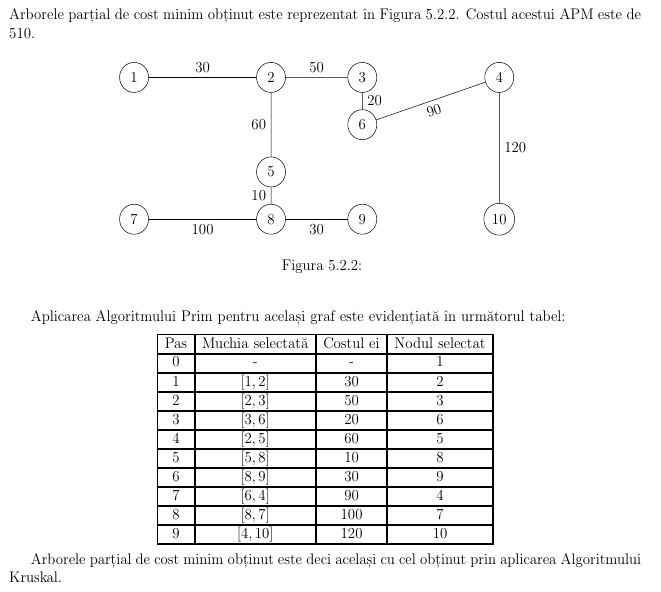 Arborele parțial de cost minim obținut este reprezentat în Figura 5.2.2. Costul acestui APM este de
510.
1 30 2 50 3 4
20
6 90
60
120
5
10
7 8 9 10
100 30
Figura 5.2.2:
Aplicarea Algoritmului Prim pentru același graf este evidențiată în următorul tabel:
Pas Muchia selectată Costul ei Nodul selectat
0 - - 1
1 [1, 2] 30 2
2 [2, 3] 50 3
3 [3, 6] 20 6
4 [2, 5] 60 5
5 [5, 8] 10 8
6 [8, 9] 30 9
7 [6, 4] 90 4
8 [8, 7] 100 7
9 [4, 10] 120 10
Arborele parțial de cost minim obținut este deci același cu cel obținut prin aplicarea Algoritmului
Kruskal.